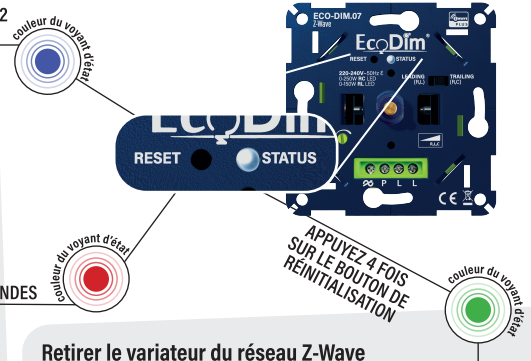 2
couleur du voyant d'état
ECO-DIM.07
Z-Wave
EcoDim®
RESET
STATUS
220-240V~50Hz
0-250W RC LED
0-150W RL LED
LEADING
(R,L)
TRAILING
(R,C)
R,L,C
P L L
CE
EcoDim
RESET STATUS
couleur du voyant d'état
NDES
APPUYEZ 4 FOIS
SUR LE BOUTON DE
RÉINITIALISATION
couleur du voyant d'état
Retirer le variateur du réseau Z-Wave